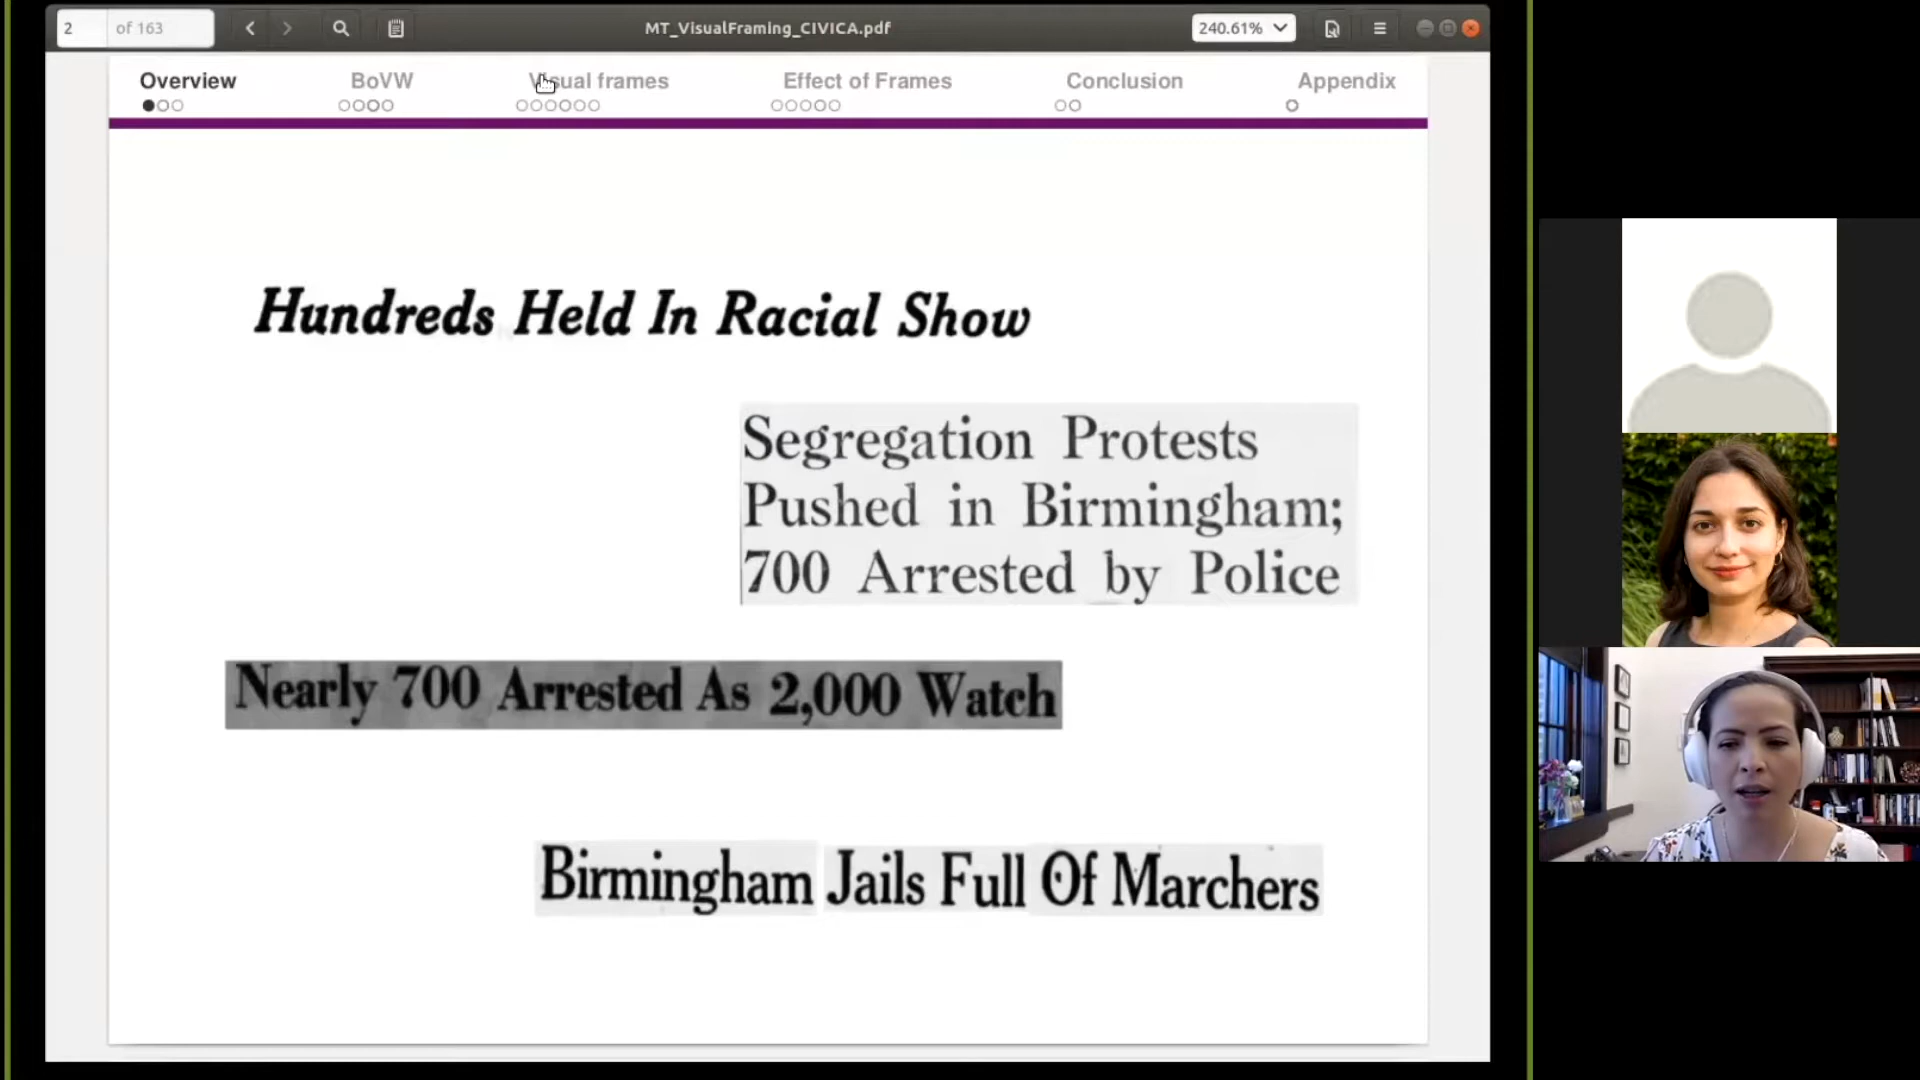 2 of 163
MT_VisualFraming_CIVICA.pdf
240.61%
Overview BoVW Visual frames Effect of Frames Conclusion Appendix
Hundreds Held In Racial Show
Segregation Protests
Pushed in Birmingham;
700 Arrested by Police
Nearly 700 Arrested As 2,000 Watch
Birmingham Jails Full Of Marchers